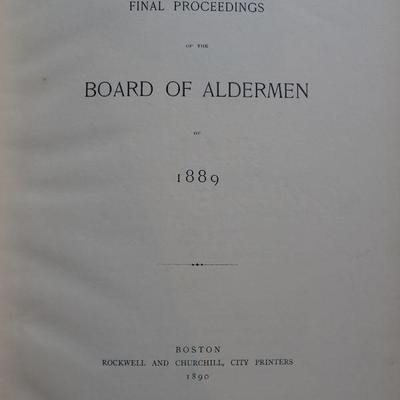 FINAL PROCEEDINGS
OF THE
BOARD OF ALDERMEN
OF
1889
BOSTON
ROCKWELL AND CHURCHILL, CITY PRINTERS
1890